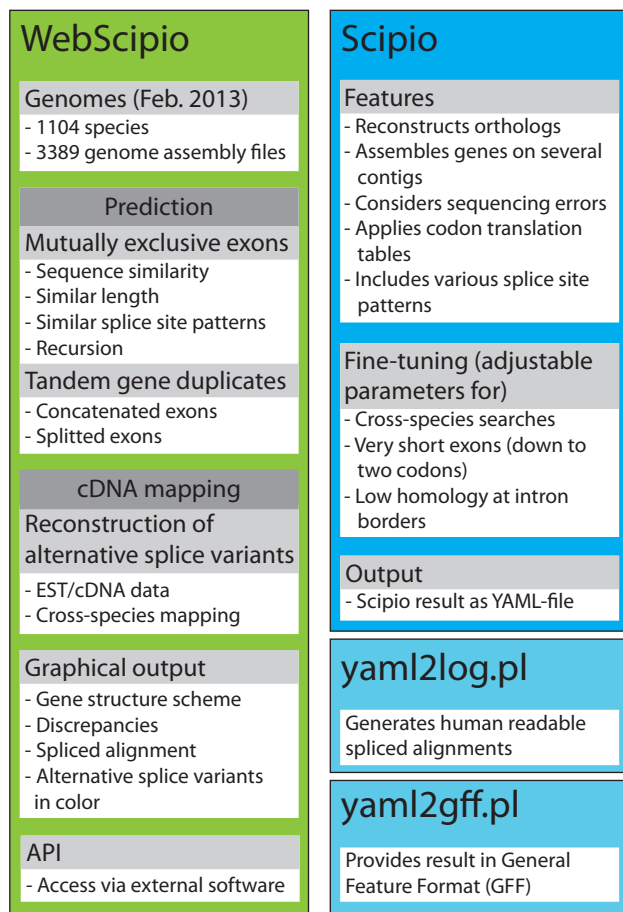 WebScipio
Genomes (Feb. 2013)
- 1104 species
- 3389 genome assembly files
Prediction
Mutually exclusive exons
- Sequence similarity
- Similar length
- Similar splice site patterns
- Recursion
Tandem gene duplicates
- Concatenated exons
- Splitted exons
cDNA mapping
Reconstruction of
alternative splice variants
- EST/cDNA data
- Cross-species mapping
Graphical output
- Gene structure scheme
- Discrepancies
- Spliced alignment
- Alternative splice variants
in color
API
- Access via external software
Scipio
Features
- Reconstructs orthologs
- Assembles genes on several
contigs
- Considers sequencing errors
- Applies codon translation
tables
- Includes various splice site
patterns
Fine-tuning (adjustable
parameters for)
- Cross-species searches
- Very short exons (down to
two codons)
- Low homology at intron
borders
Output
- Scipio result as YAML-file
yaml2log.pl
Generates human readable
spliced alignments
yaml2gff.pl
Provides result in General
Feature Format (GFF)